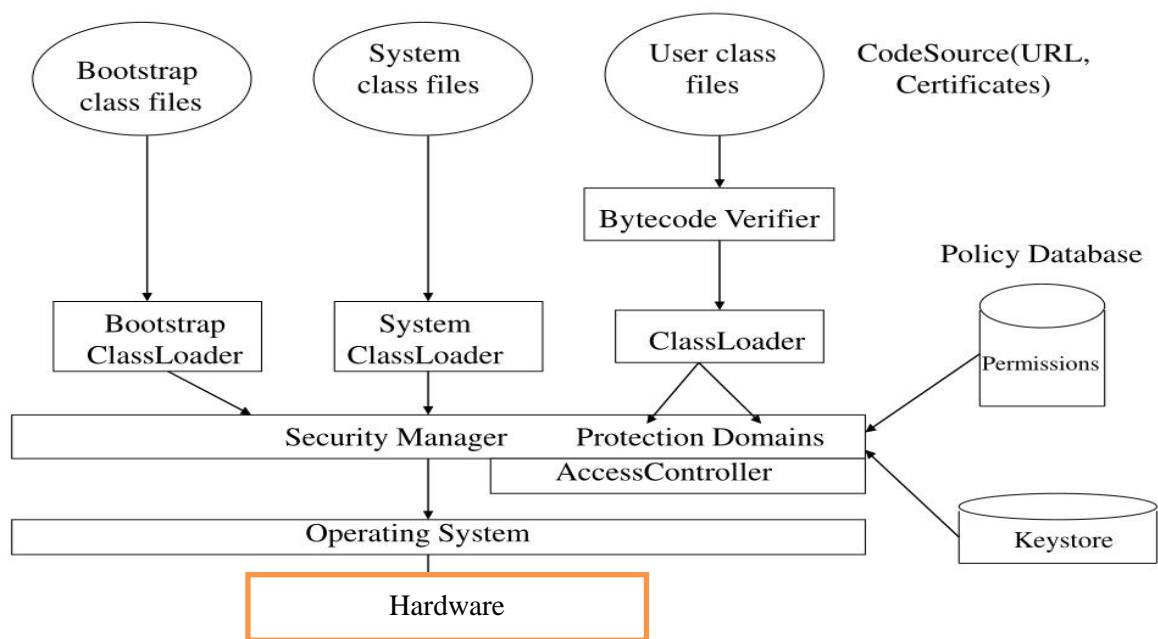 Bootstrap
class files
System
class files
User class
files
CodeSource(URL,
Certificates)
Bytecode Verifier
Policy Database
Bootstrap
ClassLoader
System
ClassLoader
ClassLoader
Permissions
Security Manager
Protection Domains
AccessController
Operating System
Keystore
Hardware